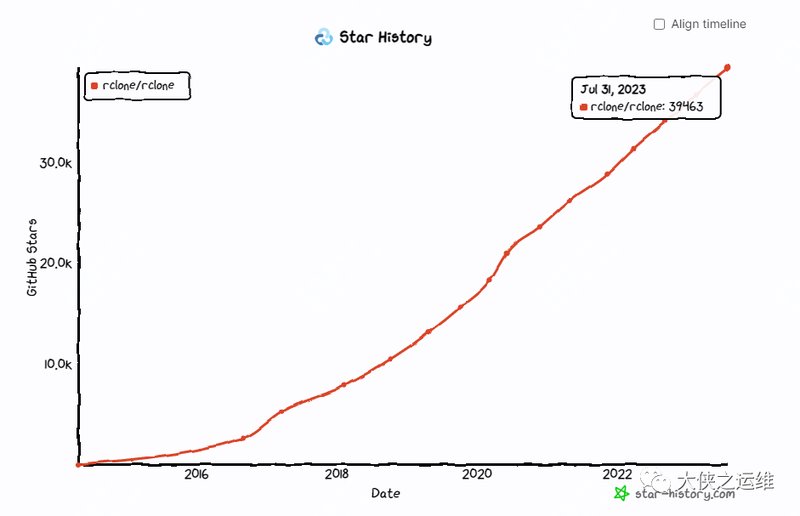 Star History
Align timeline
rclone/rclone
Jul 31, 2023
rclone/rclone: 39463
30.0k
20.0k
10.0k
GitHub Stars
2016
2018
2020
2022
Date
大侠之运维
star-history.com